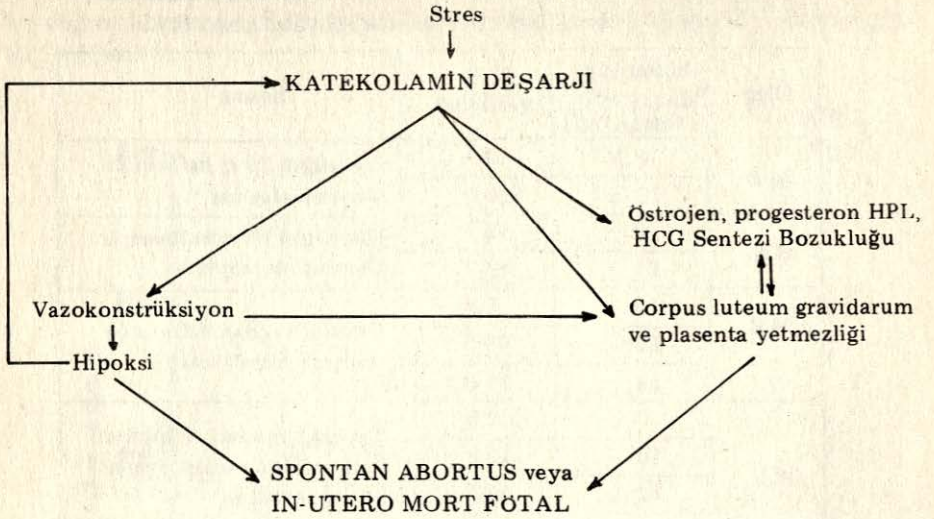 Stres
KATEKOLAMİN DEŞARJI
Östrojen, progesteron HPL,
HCG Sentezi Bozukluğu
Vazokonstrüksiyon
Corpus luteum gravidarum
ve plasenta yetmezliği
Hipoksi
SPONTAN ABORTUS veya
IN-UTERO MORT FÖTAL